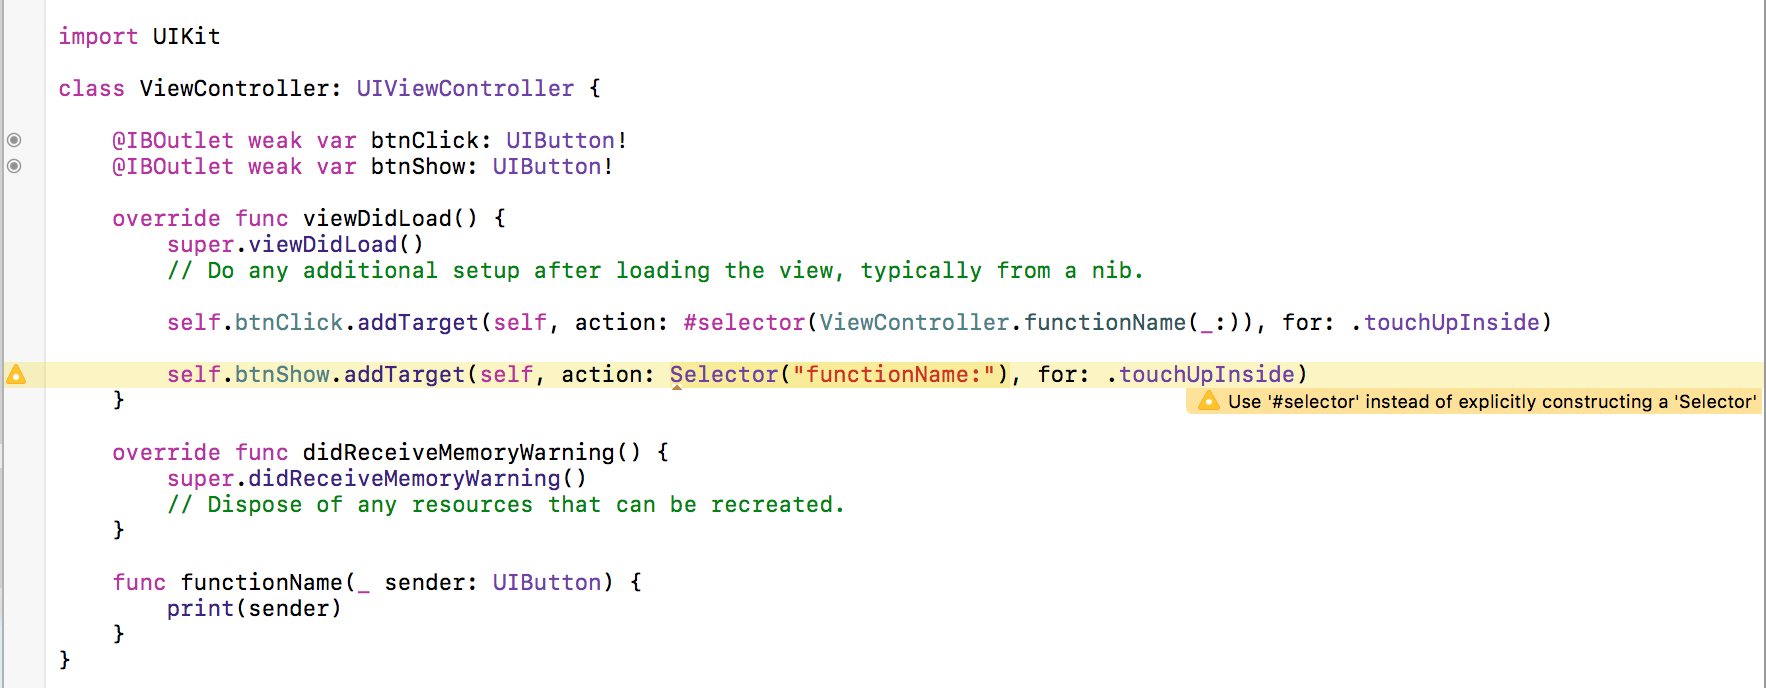 import UIKit
class ViewController: UIViewController {
@IBOutlet weak var btnClick: UIButton!
@IBOutlet weak var btnShow: UIButton!
override func viewDidLoad() {
super.viewDidLoad()
// Do any additional setup after loading the view, typically from a nib.
self.btnClick.addTarget(self, action: #selector(ViewController.functionName(_:)), for: .touchUpInside)
self.btnShow.addTarget(self, action: Selector("functionName:"), for: .touchUpInside)
}
Use '#selector' instead of explicitly constructing a 'Selector'
override func didReceiveMemoryWarning() {
super.didReceiveMemoryWarning()
// Dispose of any resources that can be recreated.
}
func functionName(_ sender: UIButton) {
print(sender)
}
}